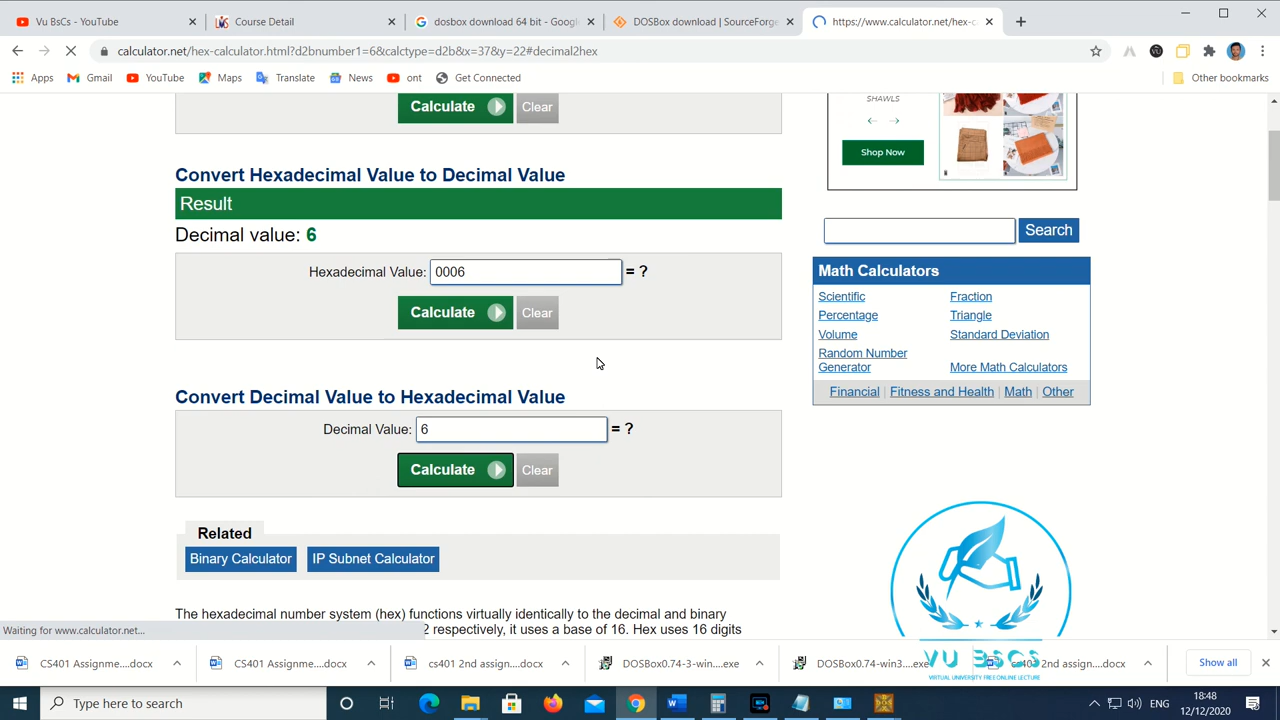 Vu BsCs - YouTube
Course Detail
dosbox download 64 bit - Google
DOSBox download | SourceForge
https://www.calculator.net/hex-c
calculator.net/hex-calculator.html?d2bnumber1=6&calctype=d2b&x=37&y=22#decimal2hex
Apps
Gmail
YouTube
Maps
Translate
News
ont
Get Connected
Other bookmarks
SHAWLS
Shop Now
Calculate
Clear
Convert Hexadecimal Value to Decimal Value
Result
Decimal value: 6
Hexadecimal Value: 0006 = ?
Calculate
Clear
Search
Math Calculators
Scientific
Fraction
Percentage
Triangle
Volume
Standard Deviation
Random Number
Generator
More Math Calculators
Financial | Fitness and Health | Math | Other
Convert Decimal Value to Hexadecimal Value
Decimal Value: 6 = ?
Calculate
Clear
Related
Binary Calculator
IP Subnet Calculator
The hexadecimal number system (hex) functions virtually identically to the decimal and binary
2 respectively, it uses a base of 16. Hex uses 16 digits
Waiting for www.calculator.net...
VU BSCS
VIRTUAL UNIVERSITY FREE ONLINE LECTURE
CS401 Assignme....docx
CS401 Assignme....docx
cs401 2nd assign....docx
DOSBox0.74-3-win....exe
DOSBox0.74-win3....exe
2nd assign....docx
Show all
Type here to search
ENG
18:48
12/12/2020